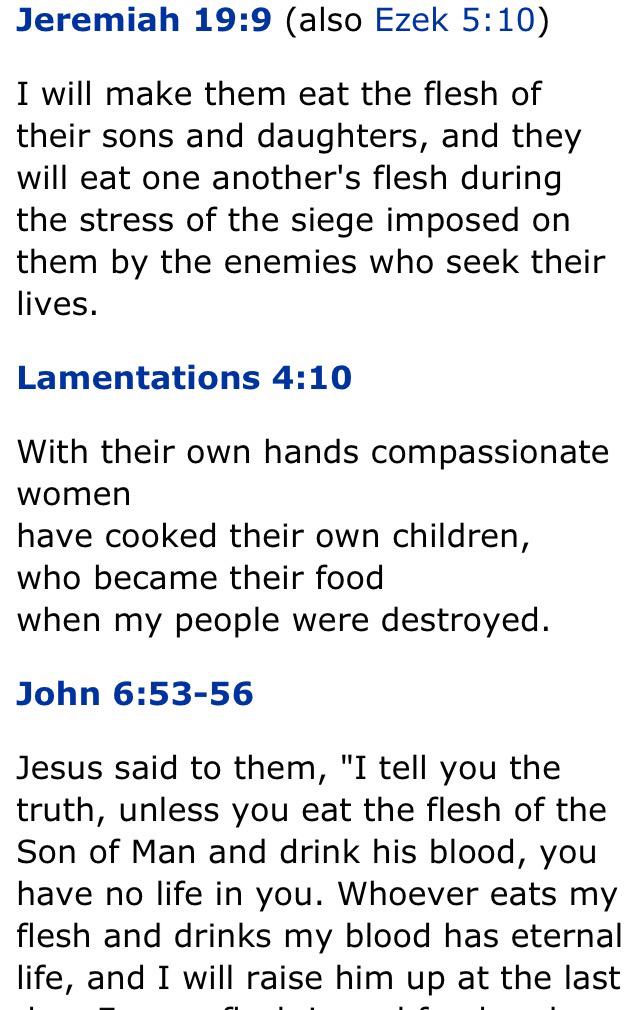 Jeremiah 19:9 (also Ezek 5:10)
I will make them eat the flesh of
their sons and daughters, and they
will eat one another's flesh during
the stress of the siege imposed on
them by the enemies who seek their
lives.
Lamentations 4:10
With their own hands compassionate
women
have cooked their own children,
who became their food
when my people were destroyed.
John 6:53-56
Jesus said to them, "I tell you the
truth, unless you eat the flesh of the
Son of Man and drink his blood, you
have no life in you. Whoever eats my
flesh and drinks my blood has eternal
life, and I will raise him up at the last